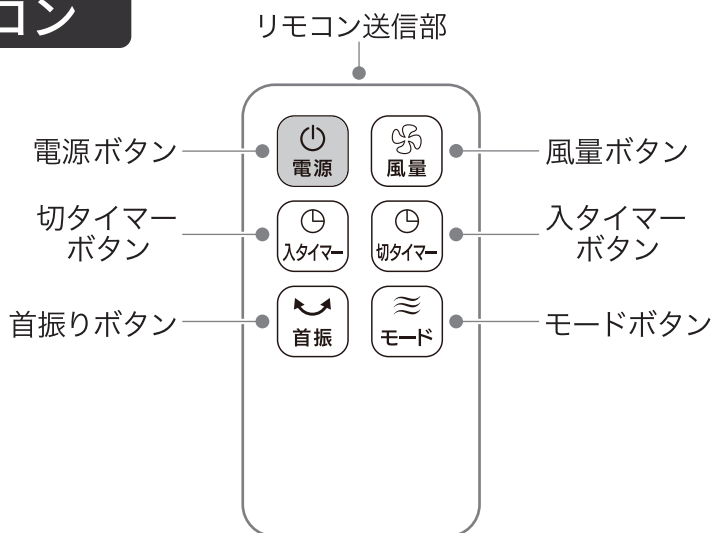 コン
リモコン送信部
電源ボタン
電源
風量
風量ボタン
切タイマー
ボタン
入タイマー
切タイマー
入タイマー
ボタン
首振りボタン
首振
モード
モードボタン